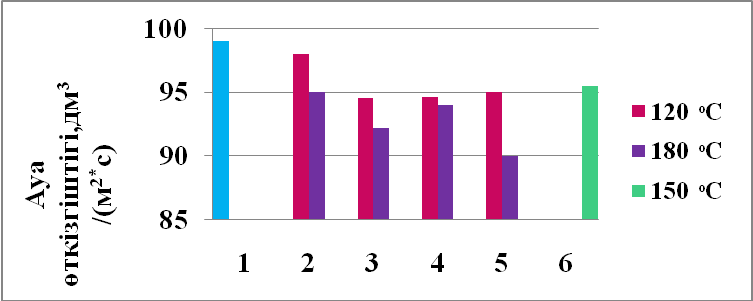 Ауа
өткізгіштігі,дм³
/(м²*с)
100
95
90
85
1 2 3 4 5 6
120 °C
180 °C
150 °C